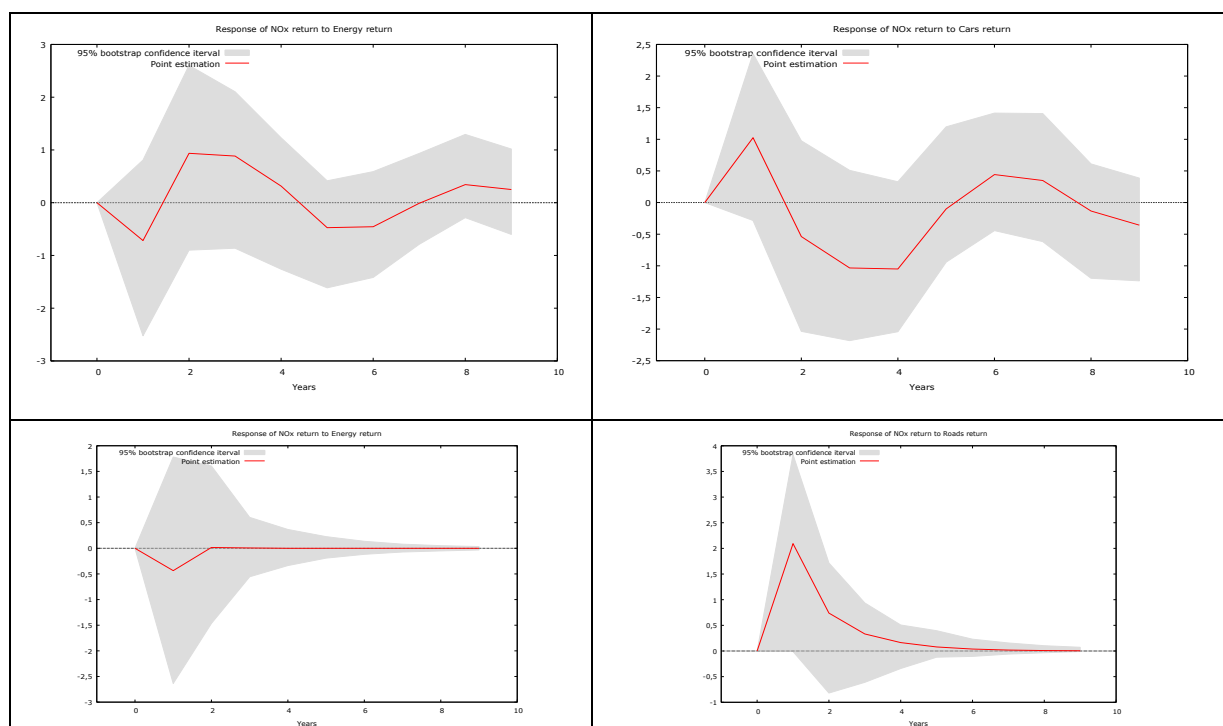 Response of NOx return to Energy return
95% bootstrap confidence iterval
Point estimation
3
2
1
0
-1
-2
-3
0 2 4 6 8 10
Years
Response of NOx return to Cars return
95% bootstrap confidence iterval
Point estimation
2,5
2
1,5
1
0,5
0
-0,5
-1
-1,5
-2
-2,5
0 2 4 6 8 10
Years
Response of NOx return to Energy return
95% bootstrap confidence iterval
Point estimation
2
1,5
1
0,5
0
-0,5
-1
-1,5
-2
-2,5
-3
0 2 4 6 8 10
Years
Response of NOx return to Roads return
95% bootstrap confidence iterval
Point estimation
4
3,5
3
2,5
2
1,5
1
0,5
0
-0,5
-1
0 2 4 6 8 10
Years